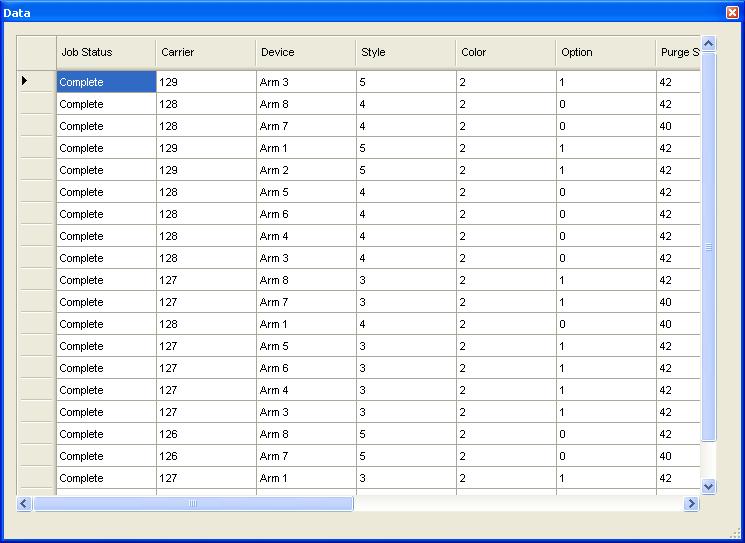 Data
Job Status Carrier Device Style Color Option Purge S
Complete 129 Arm 3 5 2 1 42
Complete 128 Arm 8 4 2 0 42
Complete 128 Arm 7 4 2 0 40
Complete 129 Arm 1 5 2 1 42
Complete 129 Arm 2 5 2 1 42
Complete 128 Arm 5 4 2 0 42
Complete 128 Arm 6 4 2 0 42
Complete 128 Arm 4 4 2 0 42
Complete 128 Arm 3 4 2 0 42
Complete 127 Arm 8 3 2 1 42
Complete 127 Arm 7 3 2 1 40
Complete 128 Arm 1 4 2 0 40
Complete 127 Arm 5 3 2 1 42
Complete 127 Arm 6 3 2 1 42
Complete 127 Arm 4 3 2 1 42
Complete 127 Arm 3 3 2 1 42
Complete 126 Arm 8 5 2 0 42
Complete 126 Arm 7 5 2 0 40
Complete 127 Arm 1 3 2 1 42